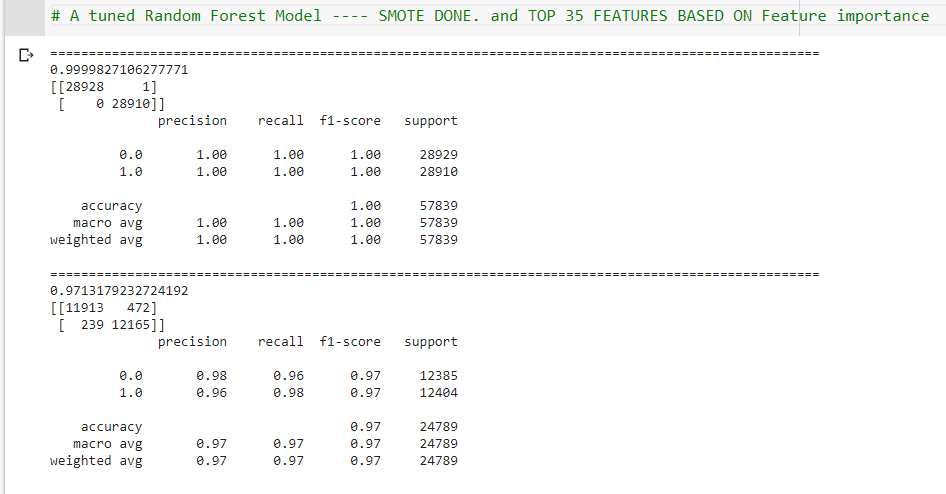 # A tuned Random Forest Model ---- SMOTE DONE. and TOP 35 FEATURES BASED ON Feature importance
====================================================================================================
0.9999827106277771
[[28928     1]
 [    0 28910]]
              precision    recall  f1-score   support

         0.0       1.00      1.00      1.00     28929
         1.0       1.00      1.00      1.00     28910

    accuracy                           1.00     57839
   macro avg       1.00      1.00      1.00     57839
weighted avg       1.00      1.00      1.00     57839

====================================================================================================
0.9713179232724192
[[11913   472]
 [  239 12165]]
              precision    recall  f1-score   support

         0.0       0.98      0.96      0.97     12385
         1.0       0.96      0.98      0.97     12404

    accuracy                           0.97     24789
   macro avg       0.97      0.97      0.97     24789
weighted avg       0.97      0.97      0.97     24789